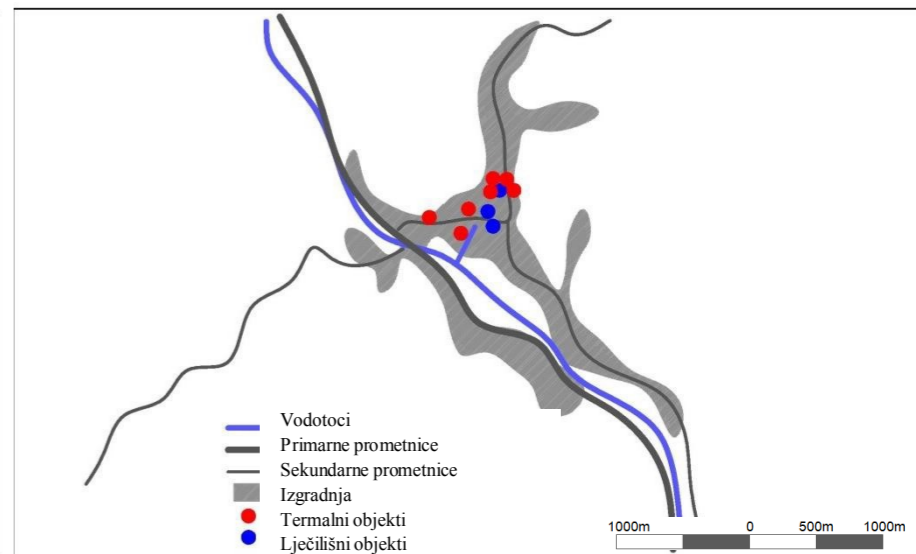 Vodotoci
Primarne prometnice
Sekundarne prometnice
Izgradnja
Termalni objekti
Lječilišni objekti
1000m 0 500m 1000m